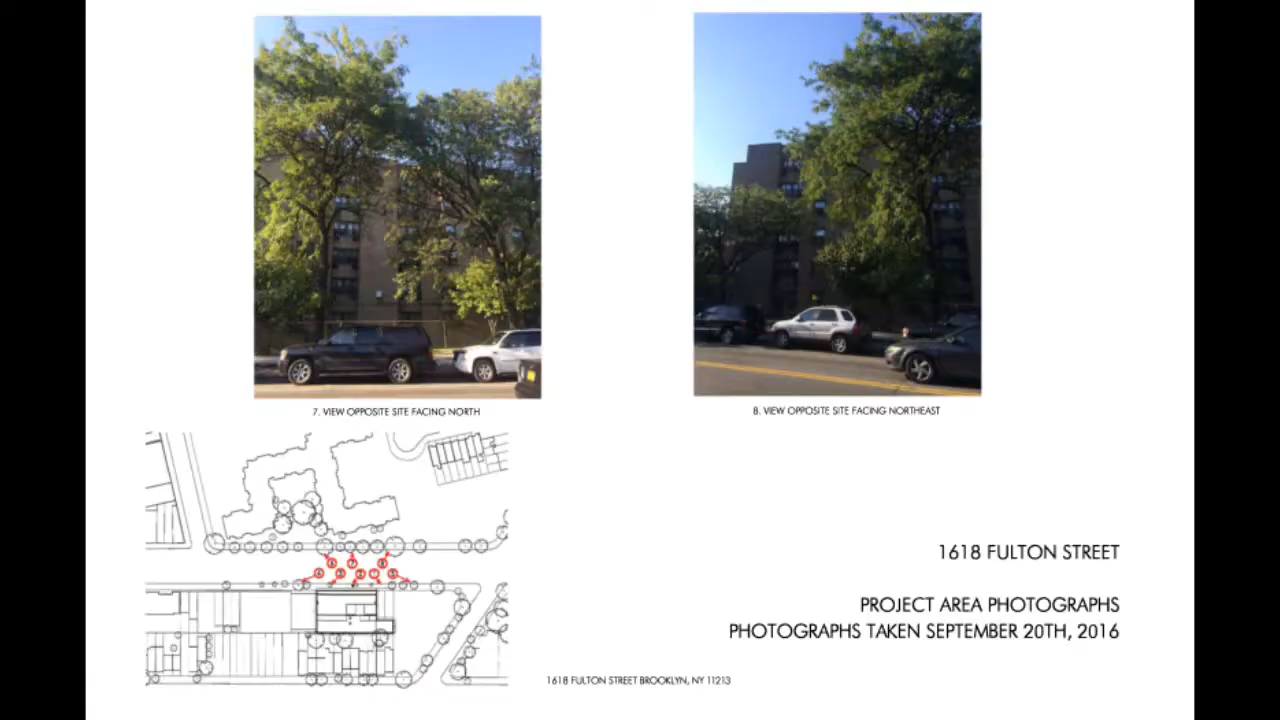 7. VIEW OPPOSITE SITE FACING NORTH
8. VIEW OPPOSITE SITE FACING NORTHEAST
1618 FULTON STREET
PROJECT AREA PHOTOGRAPHS
PHOTOGRAPHS TAKEN SEPTEMBER 20TH, 2016
1618 FULTON STREET BROOKLYN, NY 11213